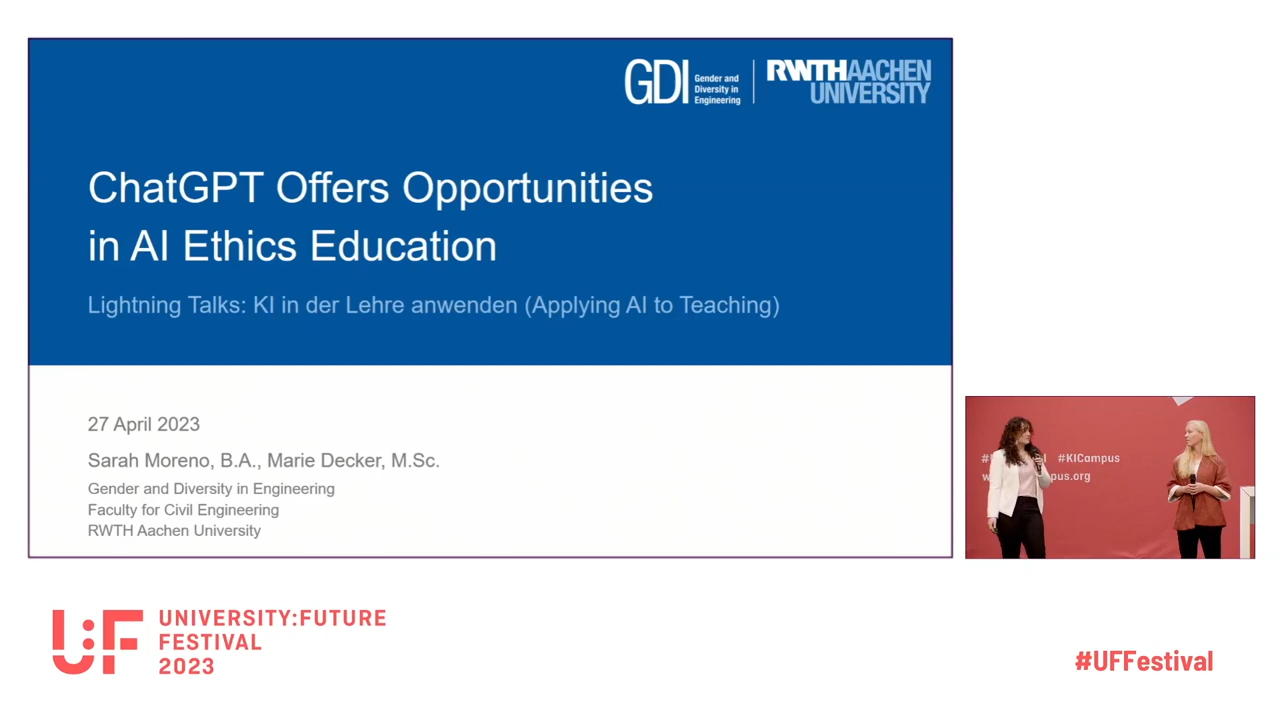 GDI Gender and
Diversity in
Engineering
RWTHAACHEN
UNIVERSITY
ChatGPT Offers Opportunities
in AI Ethics Education
Lightning Talks: KI in der Lehre anwenden (Applying AI to Teaching)
27 April 2023
Sarah Moreno, B.A., Marie Decker, M.Sc.
Gender and Diversity in Engineering
Faculty for Civil Engineering
RWTH Aachen University
#KICampus
pus.org
U:F
UNIVERSITY:FUTURE
FESTIVAL
2023
#UFFestival